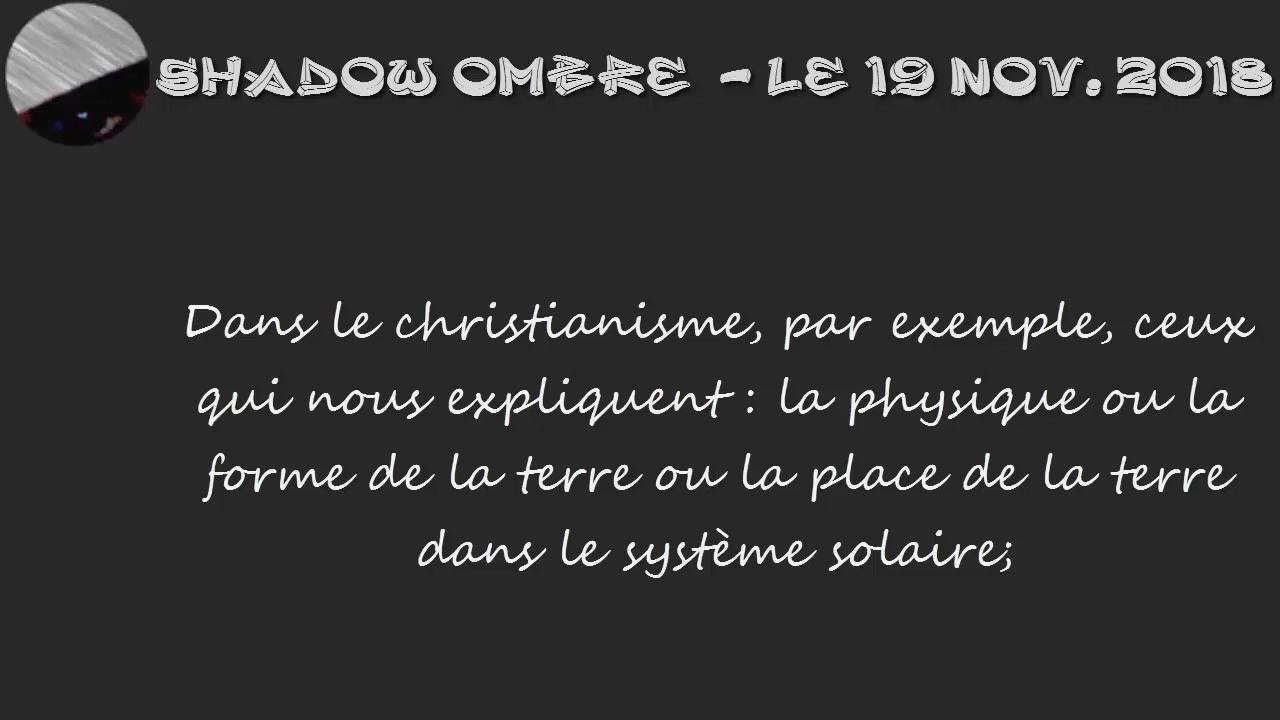 SHADOW OMBRE - LE 19 NOV. 2018
Dans le christianisme, par exemple, ceux
qui nous expliquent : la physique ou la
forme de la terre ou la place de la terre
dans le système solaire;